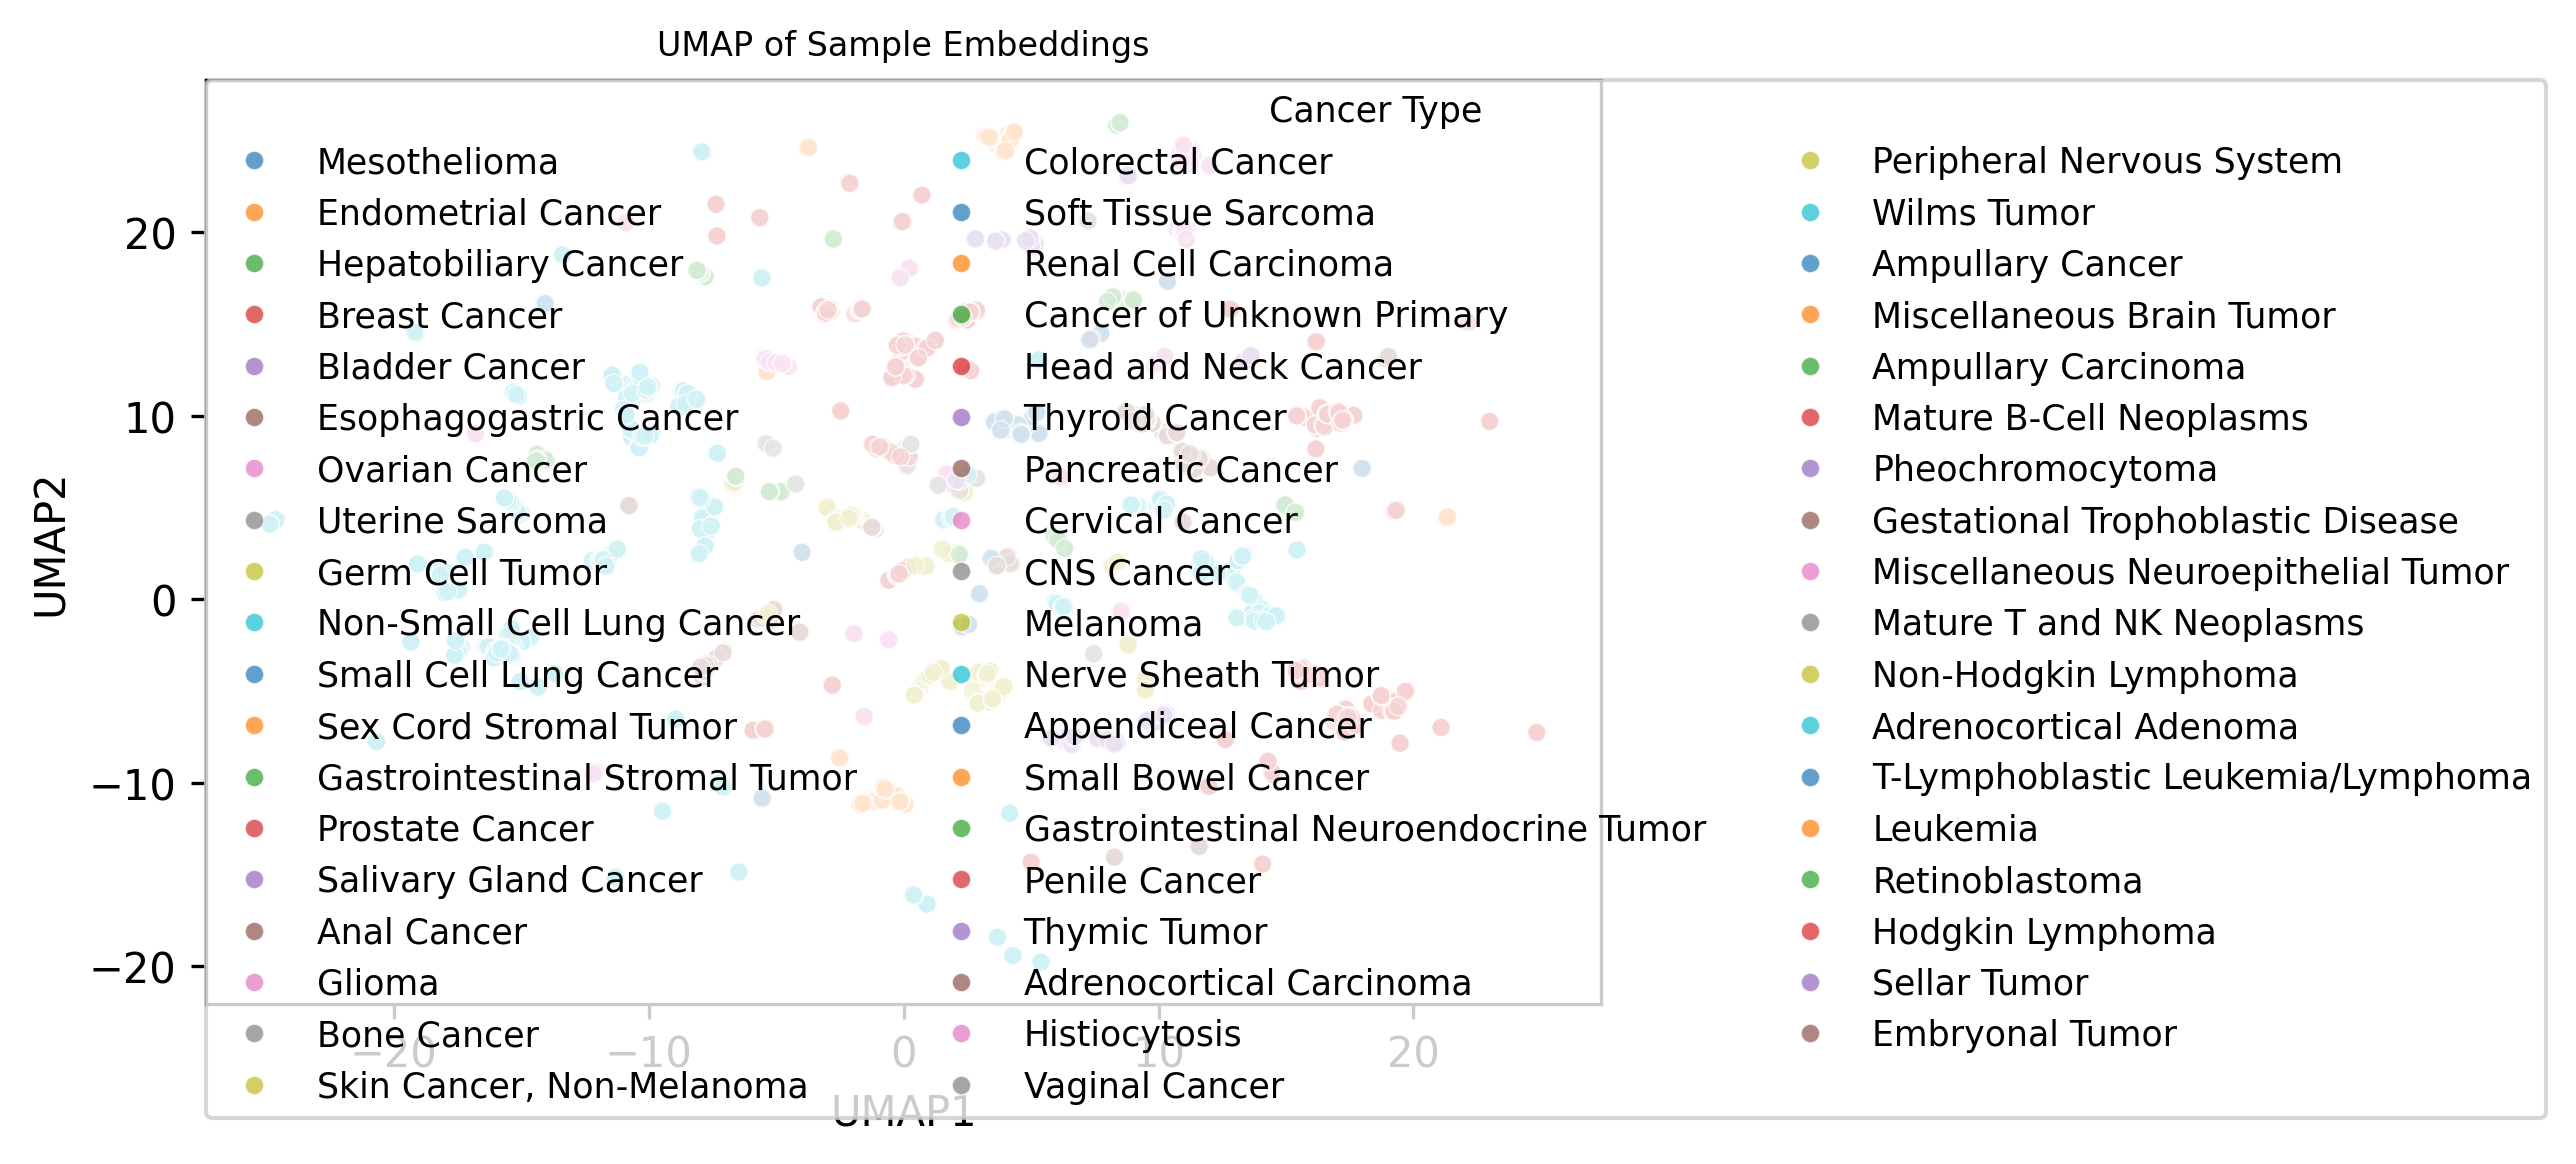 UMAP of Sample Embeddings
Cancer Type
Mesothelioma
Endometrial Cancer
Hepatobiliary Cancer
Breast Cancer
Bladder Cancer
Esophagogastric Cancer
Ovarian Cancer
Uterine Sarcoma
Germ Cell Tumor
Non-Small Cell Lung Cancer
Small Cell Lung Cancer
Sex Cord Stromal Tumor
Gastrointestinal Stromal Tumor
Prostate Cancer
Salivary Gland Cancer
Anal Cancer
Glioma
Bone Cancer
Skin Cancer, Non-Melanoma
Colorectal Cancer
Soft Tissue Sarcoma
Renal Cell Carcinoma
Cancer of Unknown Primary
Head and Neck Cancer
Thyroid Cancer
Pancreatic Cancer
Cervical Cancer
CNS Cancer
Melanoma
Nerve Sheath Tumor
Appendiceal Cancer
Small Bowel Cancer
Gastrointestinal Neuroendocrine Tumor
Penile Cancer
Thymic Tumor
Adrenocortical Carcinoma
Histiocytosis
Vaginal Cancer
Peripheral Nervous System
Wilms Tumor
Ampullary Cancer
Miscellaneous Brain Tumor
Ampullary Carcinoma
Mature B-Cell Neoplasms
Pheochromocytoma
Gestational Trophoblastic Disease
Miscellaneous Neuroepithelial Tumor
Mature T and NK Neoplasms
Non-Hodgkin Lymphoma
Adrenocortical Adenoma
T-Lymphoblastic Leukemia/Lymphoma
Leukemia
Retinoblastoma
Hodgkin Lymphoma
Sellar Tumor
Embryonal Tumor
UMAP2
20
10
0
−10
−20
−20
−10
0
10
20
UMAP1